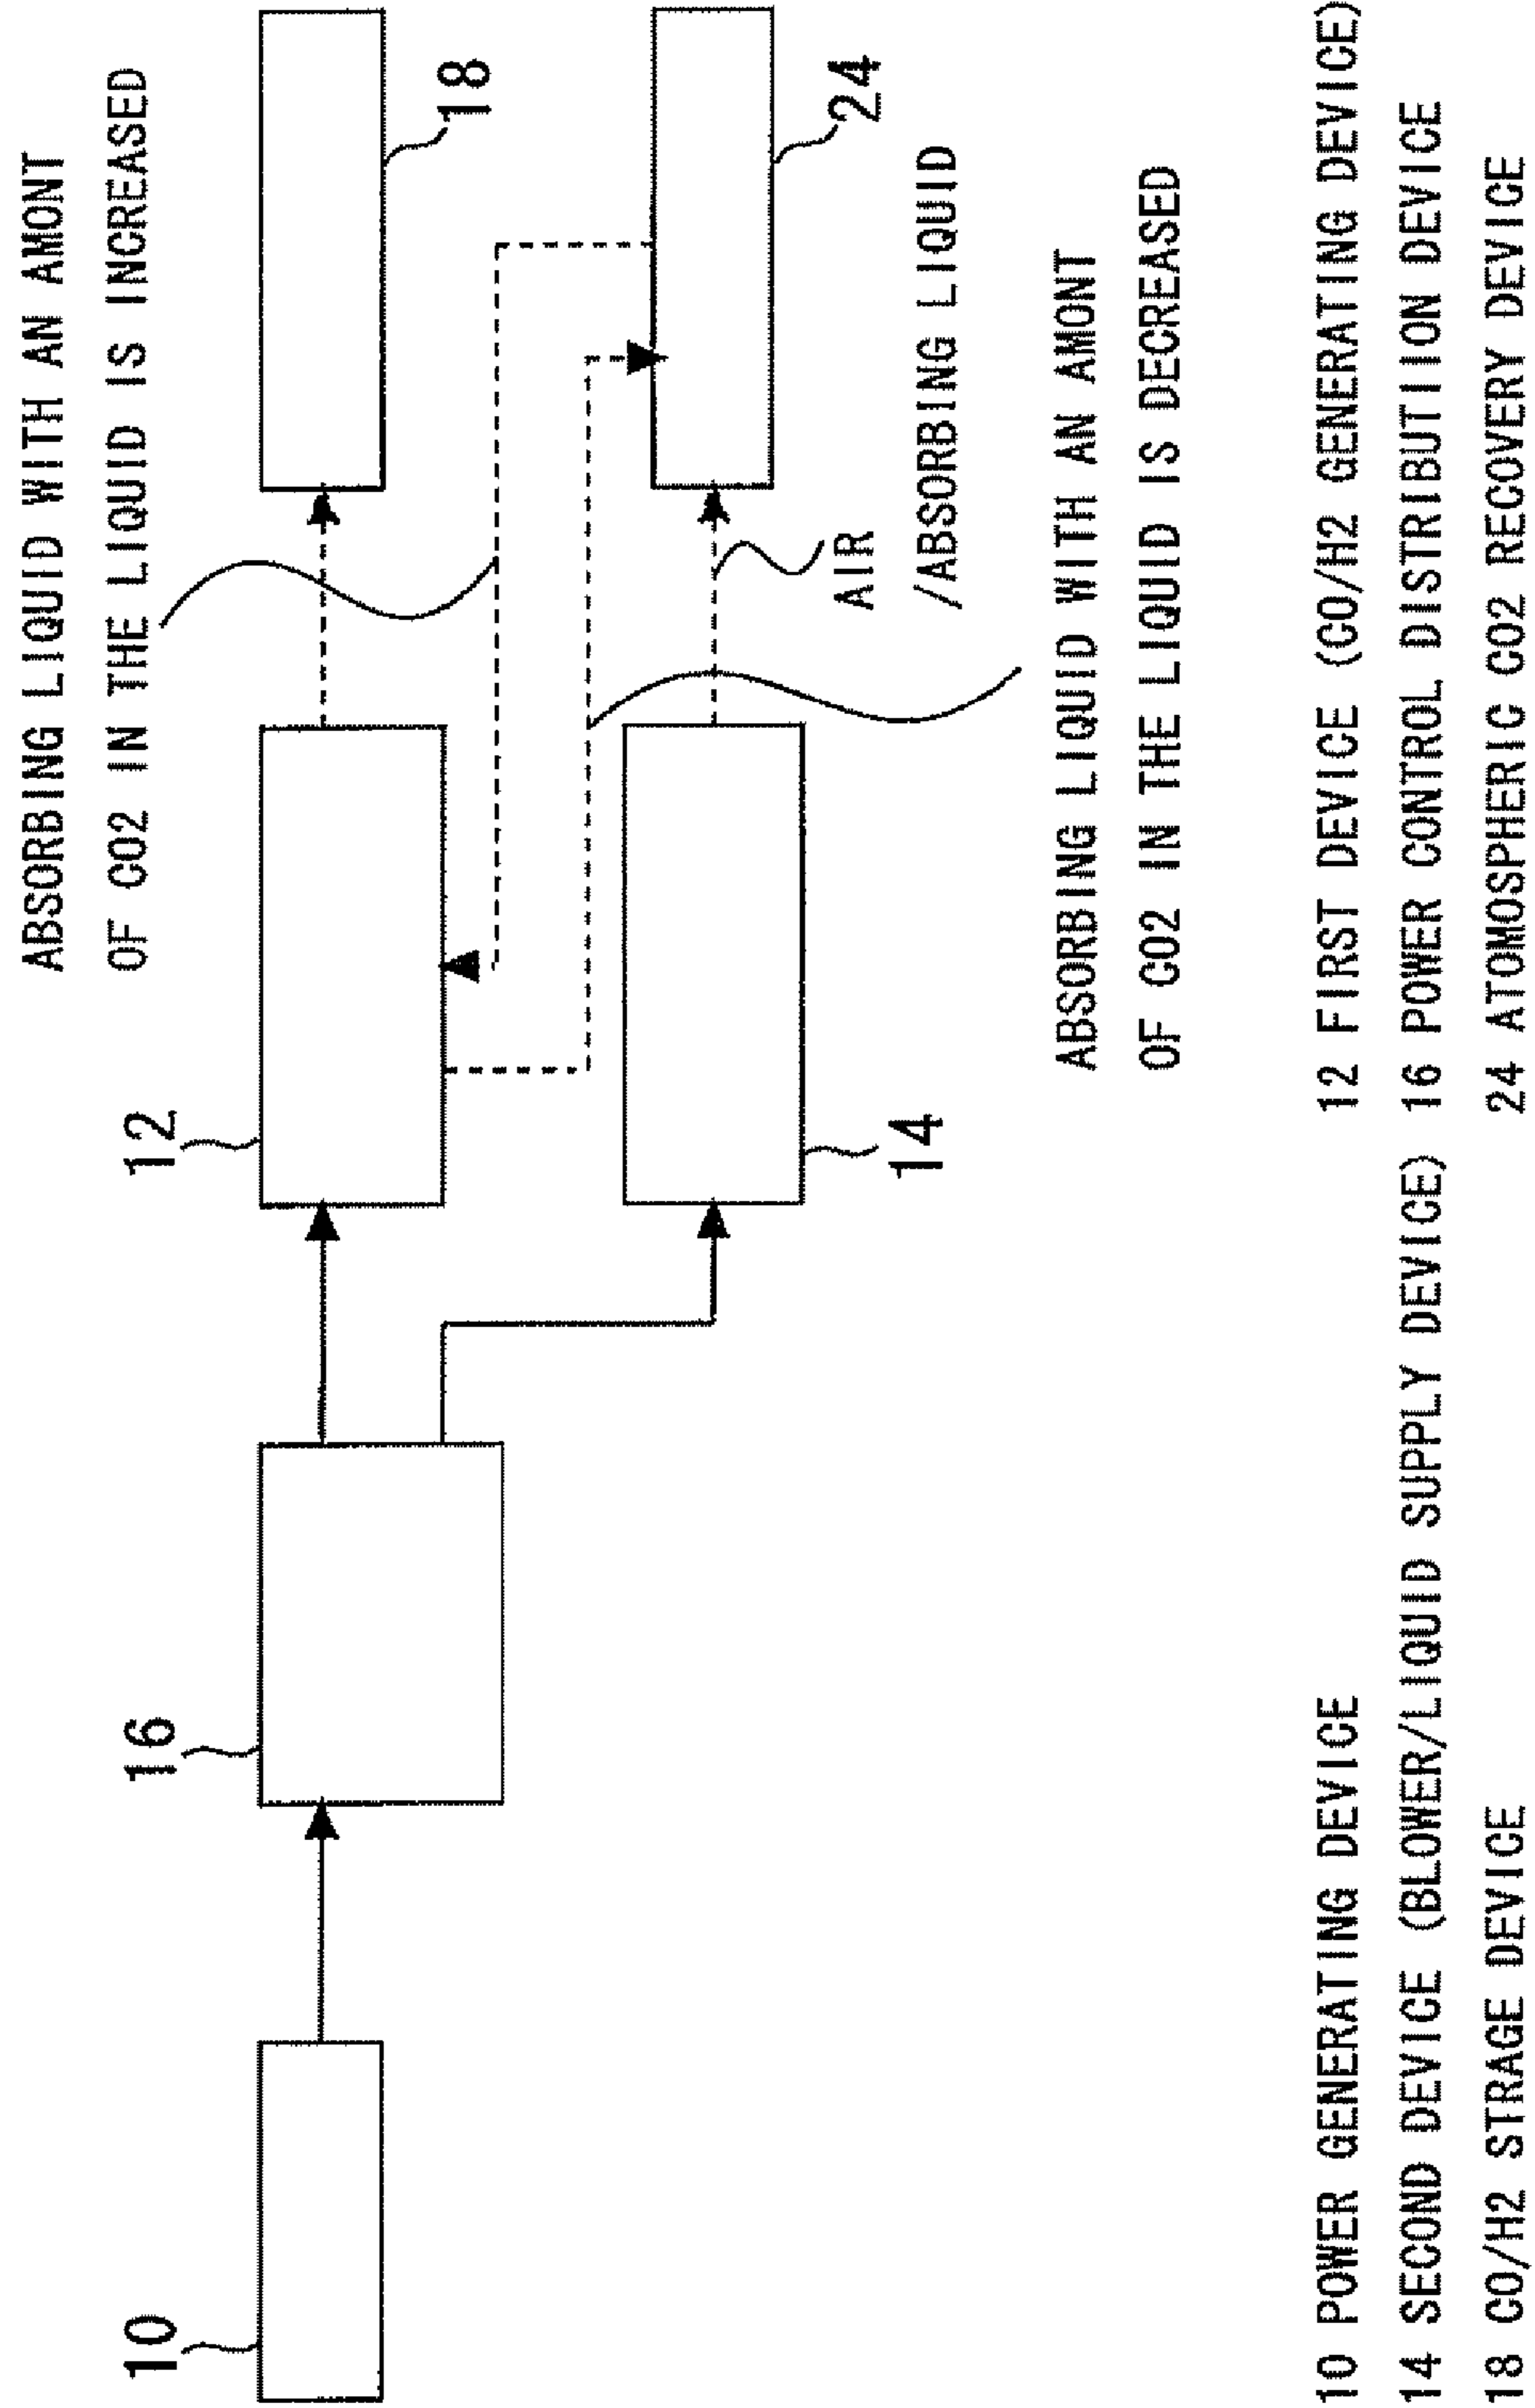 ABSORBING LIQUID WITH AN AMONT
OF CO2 IN THE LIQUID IS INCREASED
10
16
12
18
14
24
AIR
/ABSORBING LIQUID
ABSORBING LIQUID WITH AN AMONT
OF CO2 IN THE LIQUID IS DECREASED
10 POWER GENERATING DEVICE 12 FIRST DEVICE (CO/H2 GENERATING DEVICE)
14 SECOND DEVICE (BLOWER/LIQUID SUPPLY DEVICE) 16 POWER CONTROL DISTRIBUTIION DEVICE
18 CO/H2 STRAGE DEVICE 24 ATOMOSPHERIC CO2 RECOVERY DEVICE